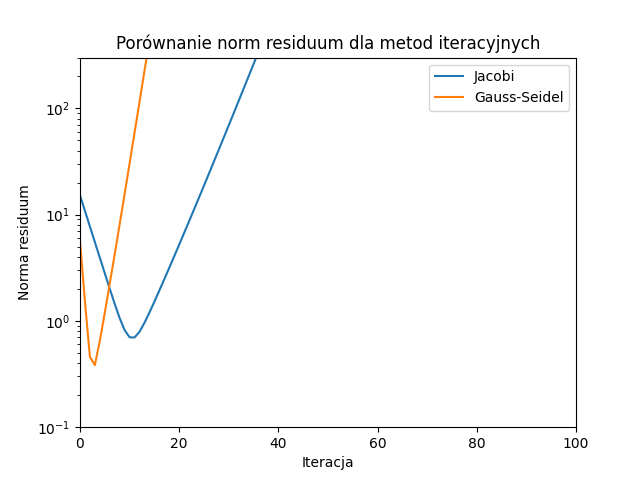 Porównanie norm residuum dla metod iteracyjnych
Jacobi
Gauss-Seidel
Norma residuum
10²
10¹
10⁰
10⁻¹
0 20 40 60 80 100
Iteracja